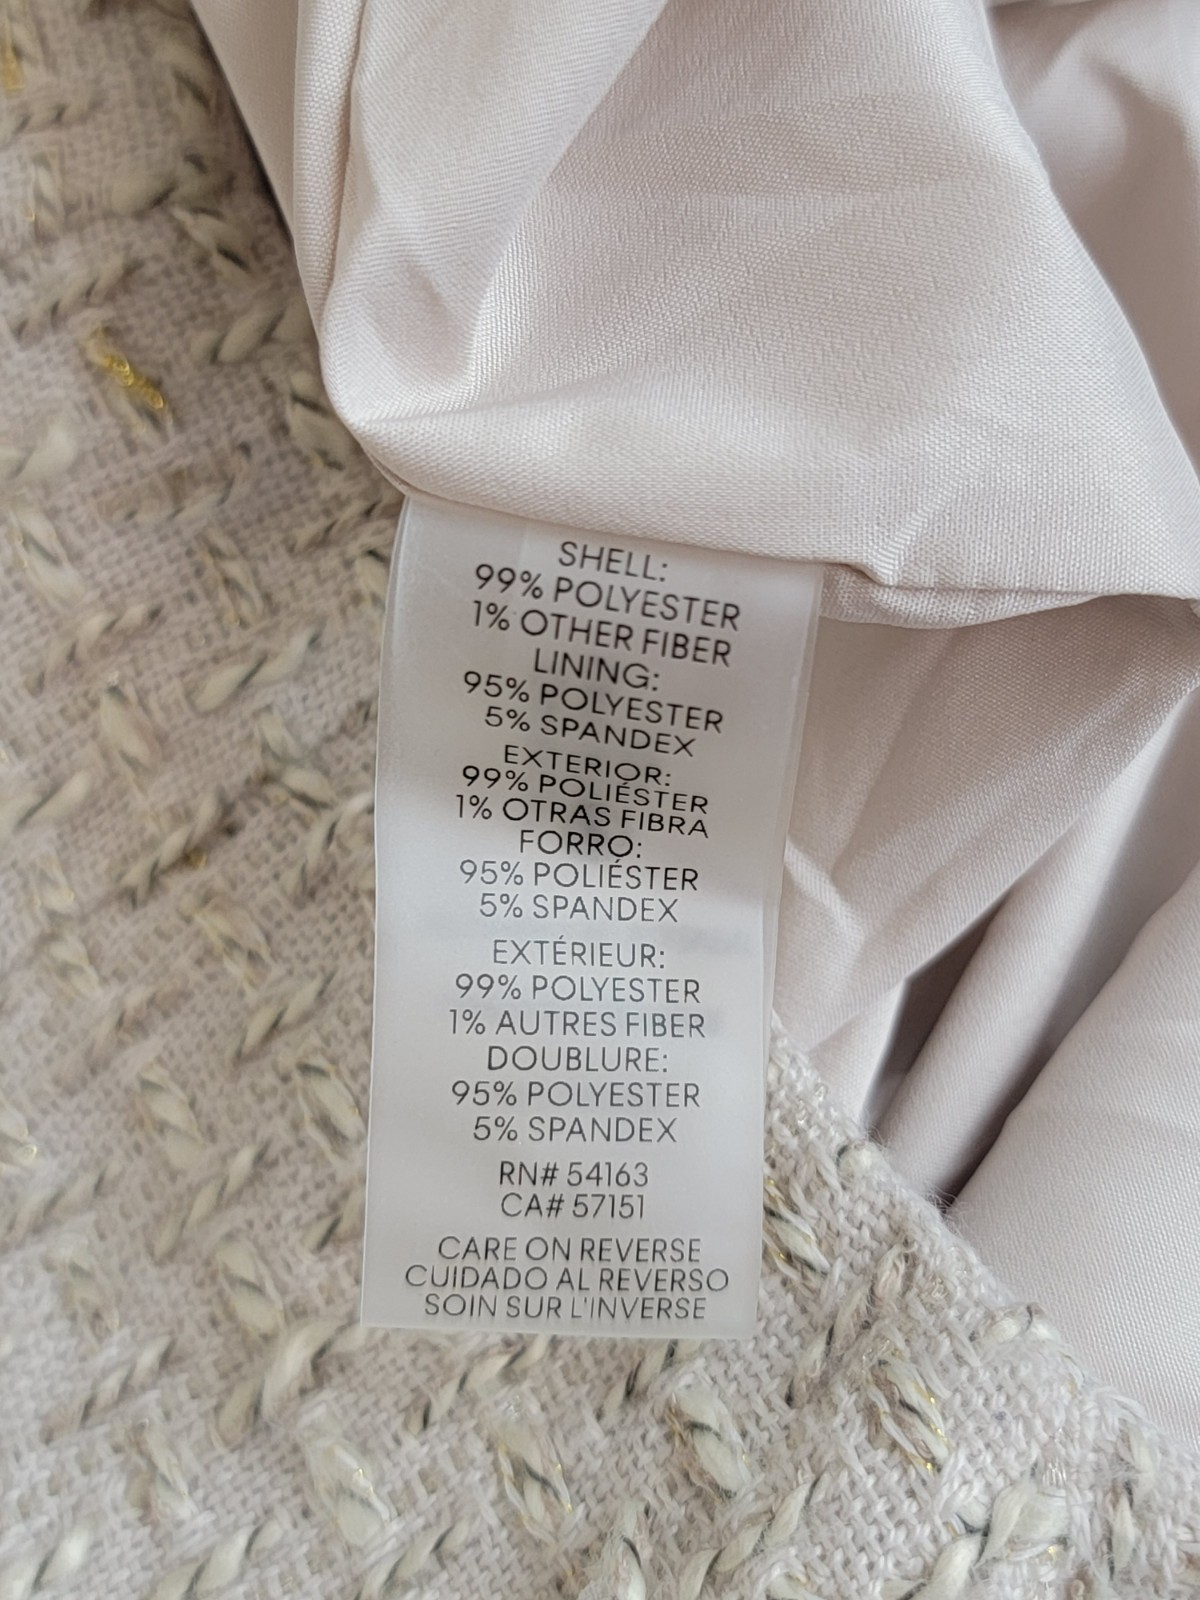 SHELL:
99% POLYESTER
1% OTHER FIBER
LINING:
95% POLYESTER
5% SPANDEX
EXTERIOR:
99% POLIÉSTER
1% OTRAS FIBRA
FORRO:
95% POLIÉSTER
5% SPANDEX
EXTÉRIEUR:
99% POLYESTER
1% AUTRES FIBER
DOUBLURE:
95% POLYESTER
5% SPANDEX
RN# 54163
CA# 57151
CARE ON REVERSE
CUIDADO AL REVERSO
SOIN SUR L'INVERSE